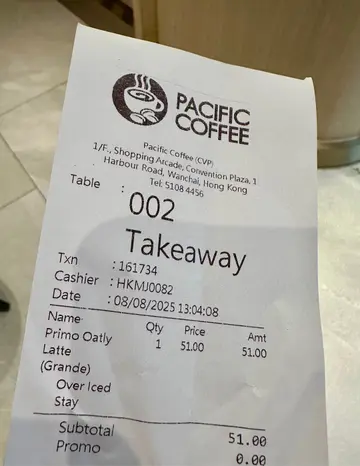 PACIFIC
COFFEE
Pacific Coffee (CVP)
1/F., Shopping Arcade, Convention Plaza, 1
Harbour Road, Wanchai, Hong Kong
Tel: 5108 4456
Table : 002
Takeaway
Txn : 161734
Cashier : HKMJ0082
Date : 08/08/2025 13:04:08
Name Qty Price Amt
Primo Oatly 1 51.00 51.00
Latte
(Grande)
Over Iced
Stay
Subtotal 51.00
Promo 0.00